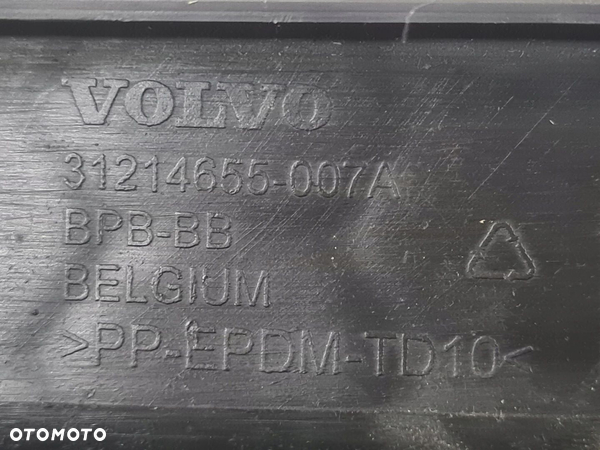 VOLVO
31214655-007A
BPB-BB
BELGIUM
>PP-EPDM-TD10<
OTOMOTO